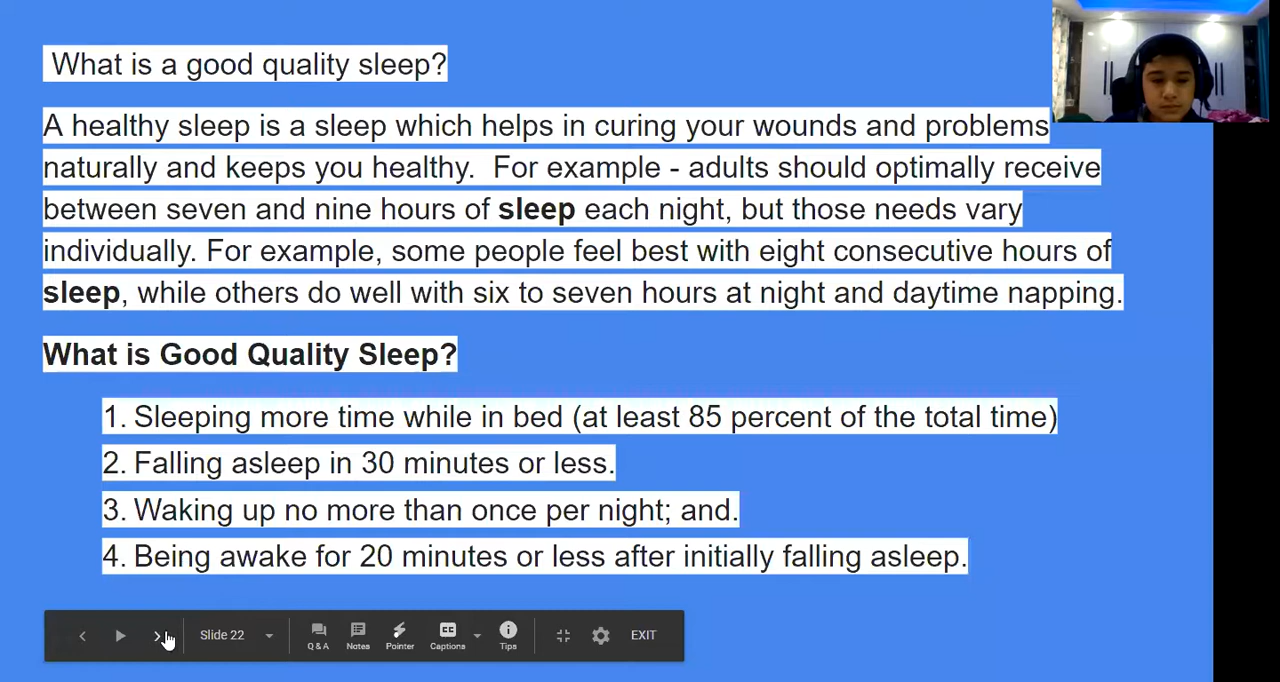 What is a good quality sleep?
A healthy sleep is a sleep which helps in curing your wounds and problems
naturally and keeps you healthy.  For example - adults should optimally receive
between seven and nine hours of sleep each night, but those needs vary
individually. For example, some people feel best with eight consecutive hours of
sleep, while others do well with six to seven hours at night and daytime napping.
What is Good Quality Sleep?
1. Sleeping more time while in bed (at least 85 percent of the total time)
2. Falling asleep in 30 minutes or less.
3. Waking up no more than once per night; and.
4. Being awake for 20 minutes or less after initially falling asleep.
Slide 22 Q & A Notes Pointer CC Captions Tips EXIT